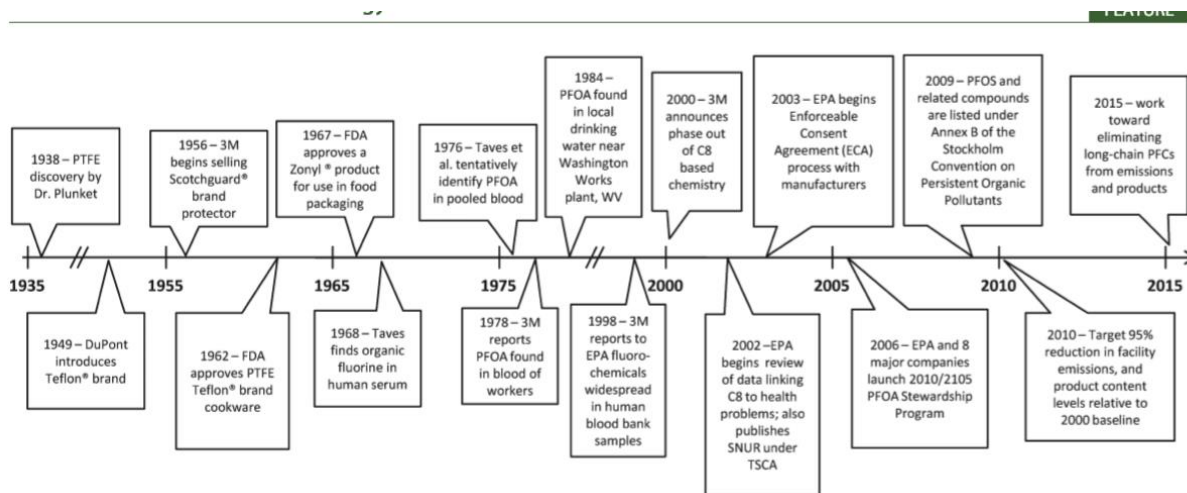 FEATURE
1938 – PTFE
discovery by
Dr. Plunket
1956 – 3M
begins selling
Scotchguard®
brand
protector
1967 – FDA
approves a
Zonyl ® product
for use in food
packaging
1976 – Taves
et al. tentatively
identify PFOA
in pooled blood
1984 –
PFOA found
in local
drinking
water near
Washington
Works
plant, WV
2000 – 3M
announces
phase out
of C8
based
chemistry
2003 – EPA begins
Enforceable
Consent
Agreement (ECA)
process with
manufacturers
2009 – PFOS and
related compounds
are listed under
Annex B of the
Stockholm
Convention on
Persistent Organic
Pollutants
2015 – work
toward
eliminating
long-chain PFCs
from emissions
and products
1935
1955
1965
1975
2000
2005
2010
2015
1949 – DuPont
introduces
Teflon® brand
1962 – FDA
approves PTFE
Teflon® brand
cookware
1968 – Taves
finds organic
fluorine in
human serum
1978 – 3M
reports
PFOA found
in blood of
workers
1998 – 3M
reports to
EPA fluoro-
chemicals
widespread
in human
blood bank
samples
2002 –EPA
begins review
of data linking
C8 to health
problems; also
publishes
SNUR under
TSCA
2006 – EPA and 8
major companies
launch 2010/2105
PFOA Stewardship
Program
2010 – Target 95%
reduction in facility
emissions, and
product content
levels relative to
2000 baseline